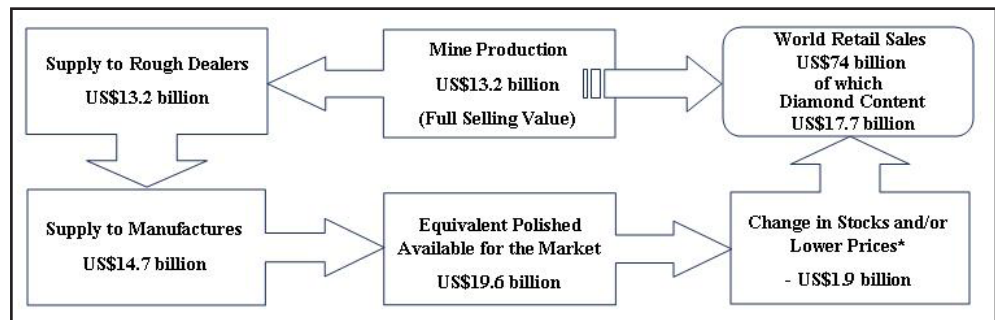 Supply to Rough Dealers
US$13.2 billion
Mine Production
US$13.2 billion
(Full Selling Value)
World Retail Sales
US$74 billion
of which
Diamond Content
US$17.7 billion
Supply to Manufactures
US$14.7 billion
Equivalent Polished
Available for the Market
US$19.6 billion
Change in Stocks and/or
Lower Prices*
- US$1.9 billion